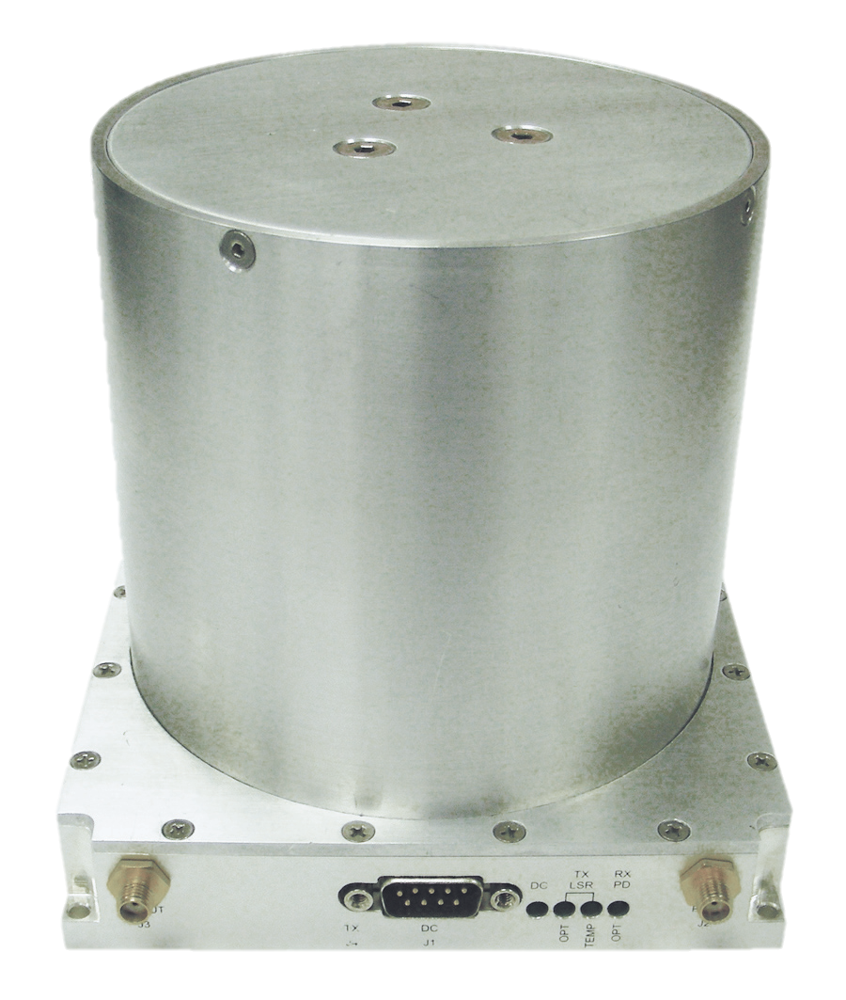 TX RX
DC LSR PD
OPT TEMP OPT
TX DC
J1
J3
J2